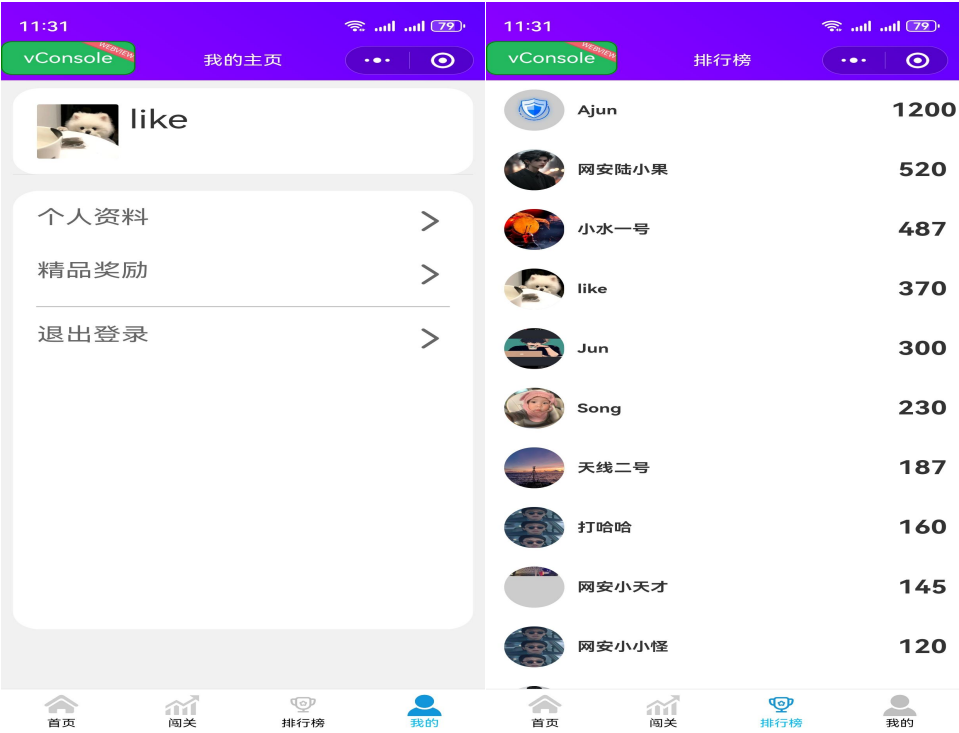 11:31
79
vConsole
WEBVIEW
我的主页
like
个人资料
精品奖励
退出登录
首页
闯关
排行榜
我的
11:31
79
vConsole
WEBVIEW
排行榜
Ajun 1200
网安陆小果 520
小水一号 487
like 370
Jun 300
Song 230
天线二号 187
打哈哈 160
网安小天才 145
网安小小怪 120
首页
闯关
排行榜
我的